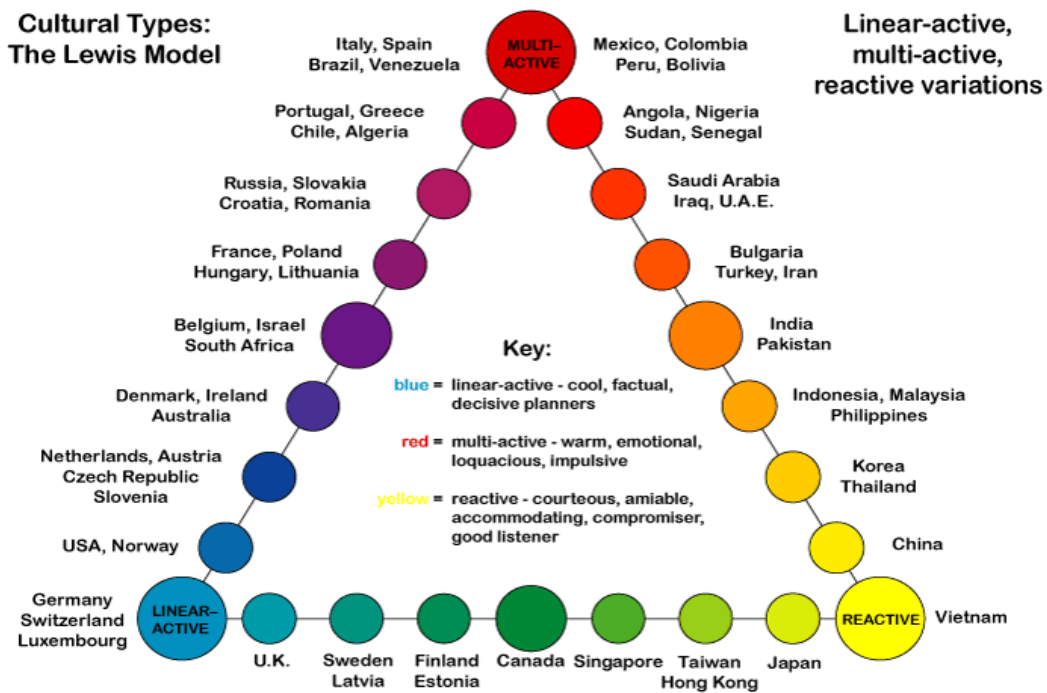 Cultural Types:
The Lewis Model
Linear-active,
multi-active,
reactive variations
MULTI–
ACTIVE
Italy, Spain
Brazil, Venezuela
Mexico, Colombia
Peru, Bolivia
Portugal, Greece
Chile, Algeria
Angola, Nigeria
Sudan, Senegal
Russia, Slovakia
Croatia, Romania
Saudi Arabia
Iraq, U.A.E.
France, Poland
Hungary, Lithuania
Bulgaria
Turkey, Iran
Belgium, Israel
South Africa
India
Pakistan
Key:
blue = linear-active - cool, factual,
decisive planners
red = multi-active - warm, emotional,
loquacious, impulsive
yellow = reactive - courteous, amiable,
accommodating, compromiser,
good listener
Denmark, Ireland
Australia
Indonesia, Malaysia
Philippines
Netherlands, Austria
Czech Republic
Slovenia
Korea
Thailand
USA, Norway
China
Germany
Switzerland
Luxembourg
LINEAR–
ACTIVE
REACTIVE
Vietnam
U.K.
Sweden
Latvia
Finland
Estonia
Canada
Singapore
Taiwan
Hong Kong
Japan